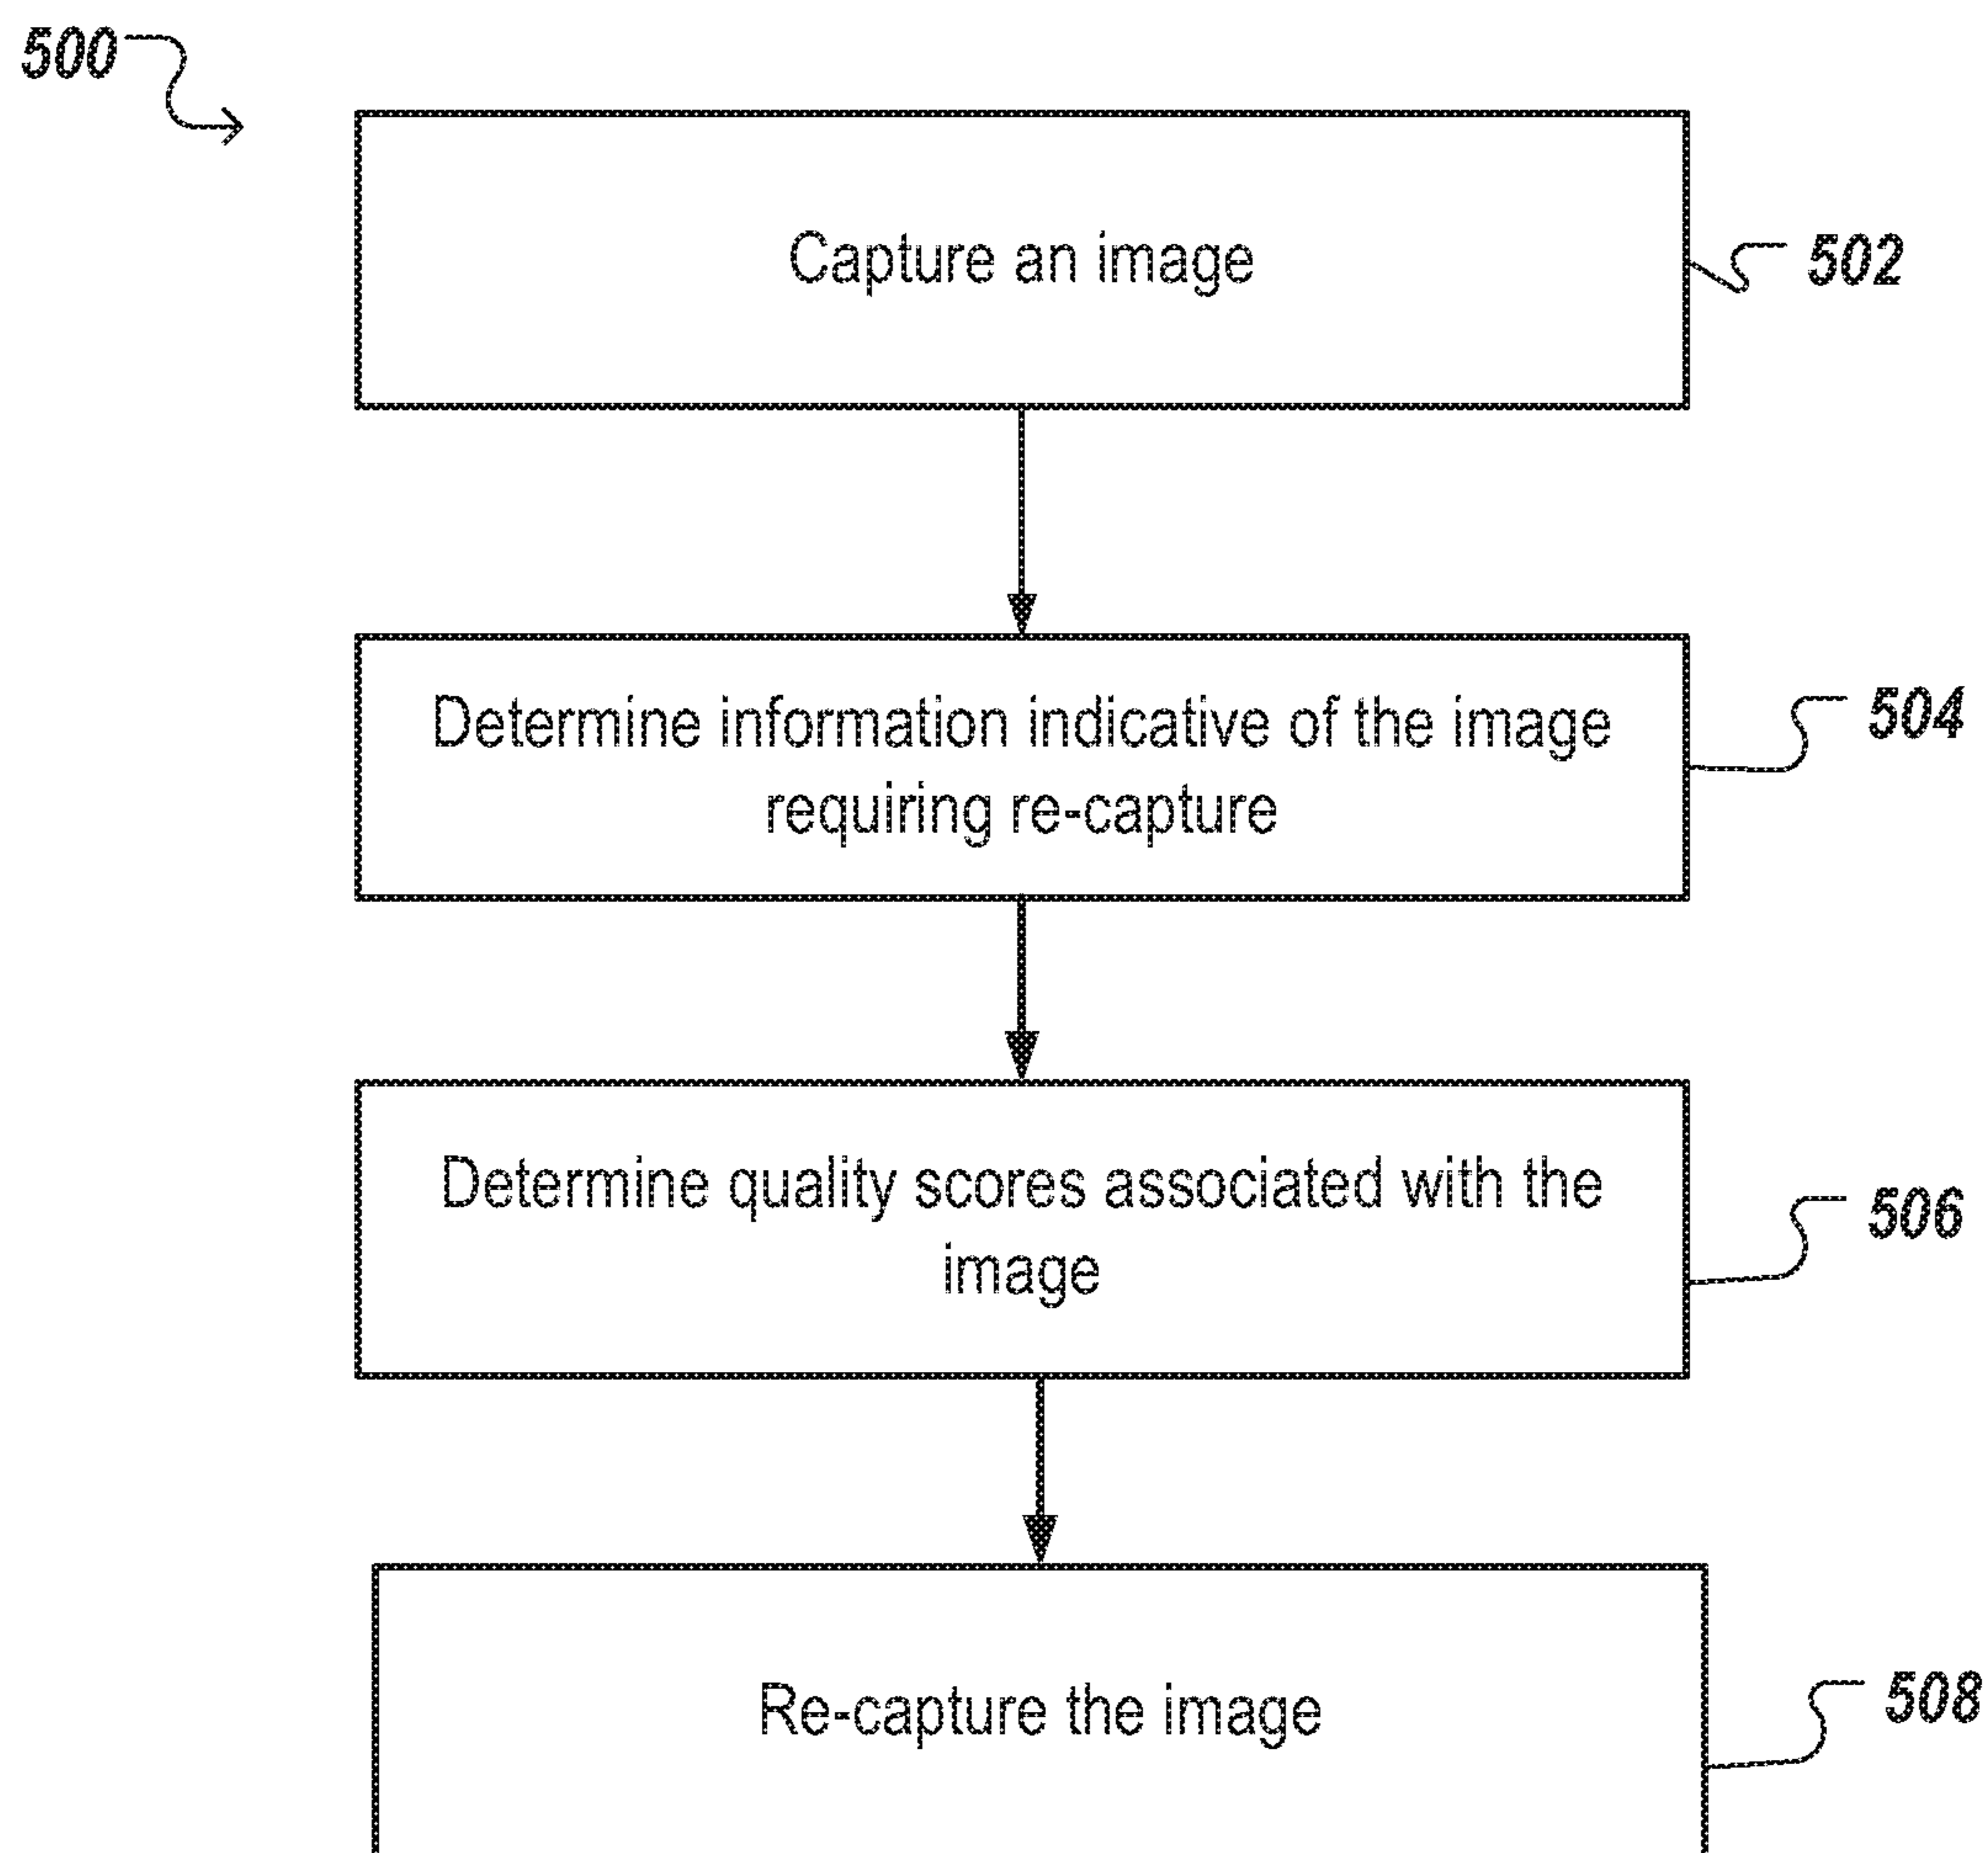 500
Capture an image
502
Determine information indicative of the image
requiring re-capture
504
Determine quality scores associated with the
image
506
Re-capture the image
508